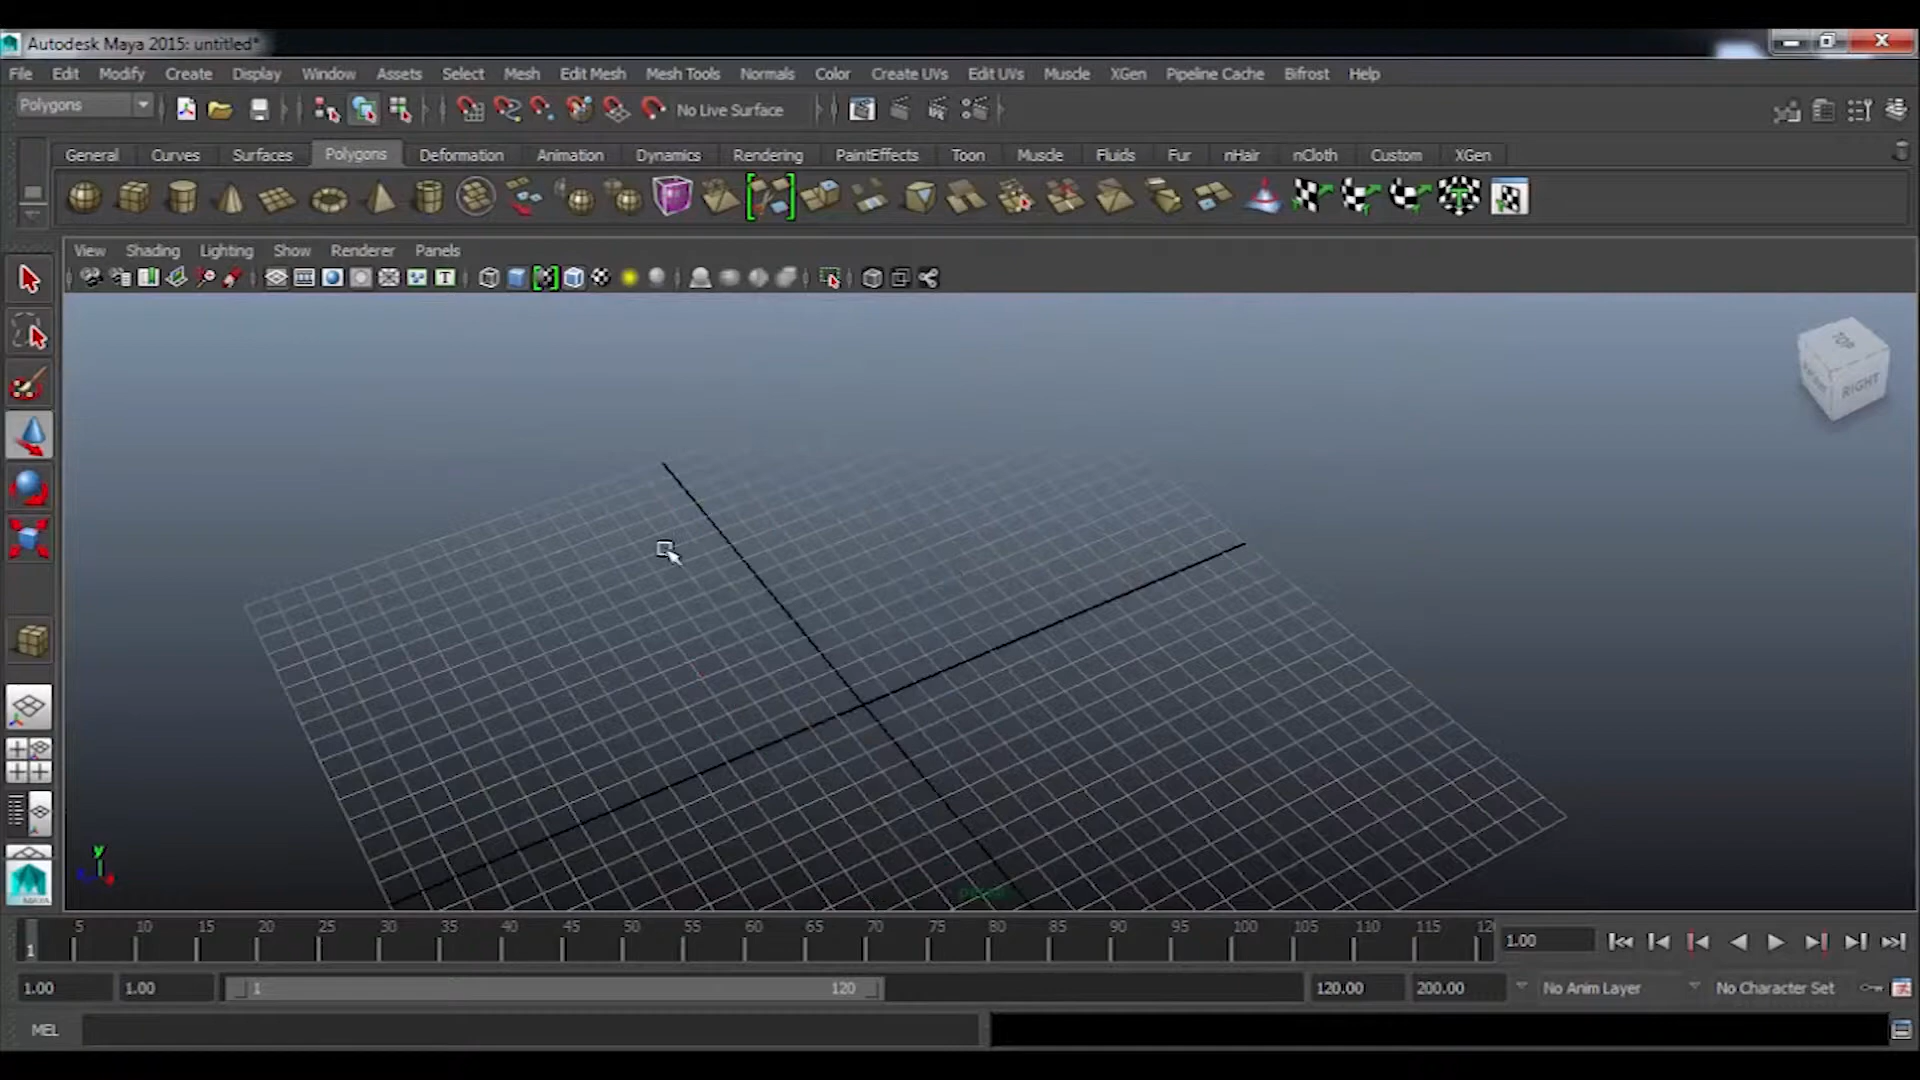 Autodesk Maya 2015: untitled*
File Edit Modify Create Display Window Assets Select Mesh Edit Mesh Mesh Tools Normals Color Create UVs Edit UVs Muscle XGen Pipeline Cache Bifrost Help
Polygons No Live Surface
General Curves Surfaces Polygons Deformation Animation Dynamics Rendering PaintEffects Toon Muscle Fluids Fur nHair nCloth Custom XGen
View Shading Lighting Show Renderer Panels
T
TOP
RIGHT
y
persp
MAYA
5 10 15 20 25 30 35 40 45 50 55 60 65 70 75 80 85 90 95 100 105 110 115 12
1 1.00
1.00 1.00 1 120 120.00 200.00 No Anim Layer No Character Set
MEL